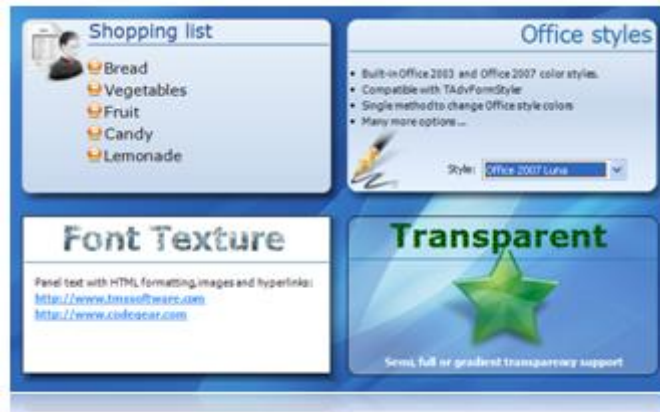 Shopping list
Bread
Vegetables
Fruit
Candy
Lemonade
Office styles
Built-in Office 2003 and Office 2007 color styles.
Compatible with TAdvFormStyler
Single method to change Office style colors
Many more options ...
Style: Office 2007 Luna
Font Texture
Panel text with HTML formatting, images and hyperlinks:
http://www.tmssoftware.com
http://www.codegear.com
Transparent
Semi, full or gradient transparency support